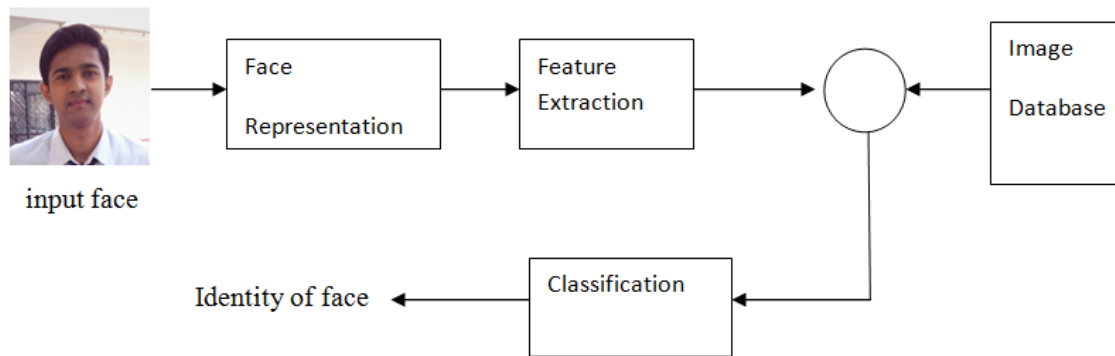 Face
Representation
Feature
Extraction
Image
Database
input face
Classification
Identity of face